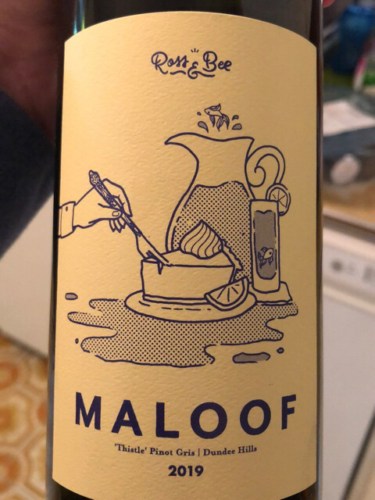 Ross & Bee
MALOOF
'Thistle' Pinot Gris | Dundee Hills
2019